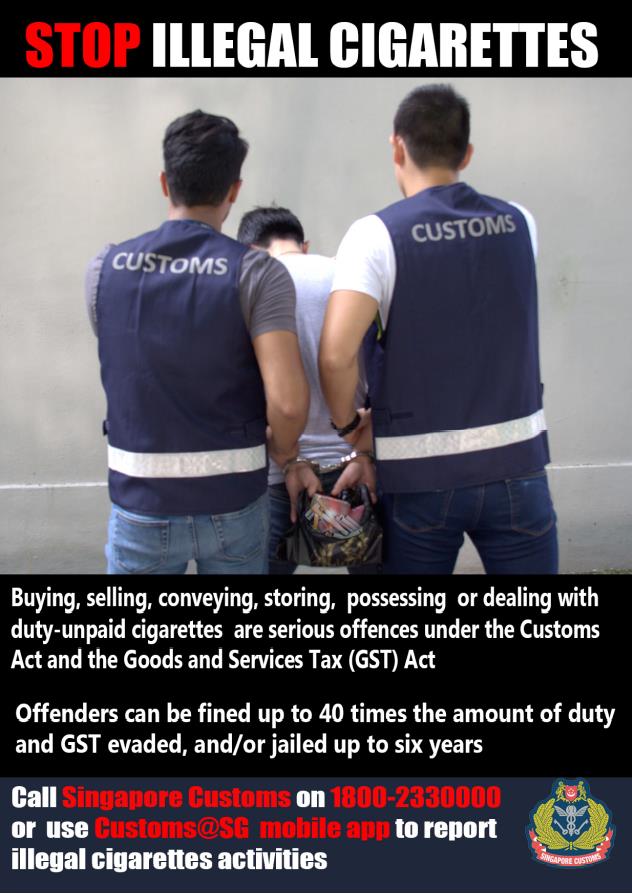 STOP ILLEGAL CIGARETTES
CUSTOMS
CUSTOMS
Buying, selling, conveying, storing, possessing or dealing with
duty-unpaid cigarettes are serious offences under the Customs
Act and the Goods and Services Tax (GST) Act
Offenders can be fined up to 40 times the amount of duty
and GST evaded, and/or jailed up to six years
Call Singapore Customs on 1800-2330000
or use Customs@SG mobile app to report
illegal cigarettes activities
SINGAPORE CUSTOMS